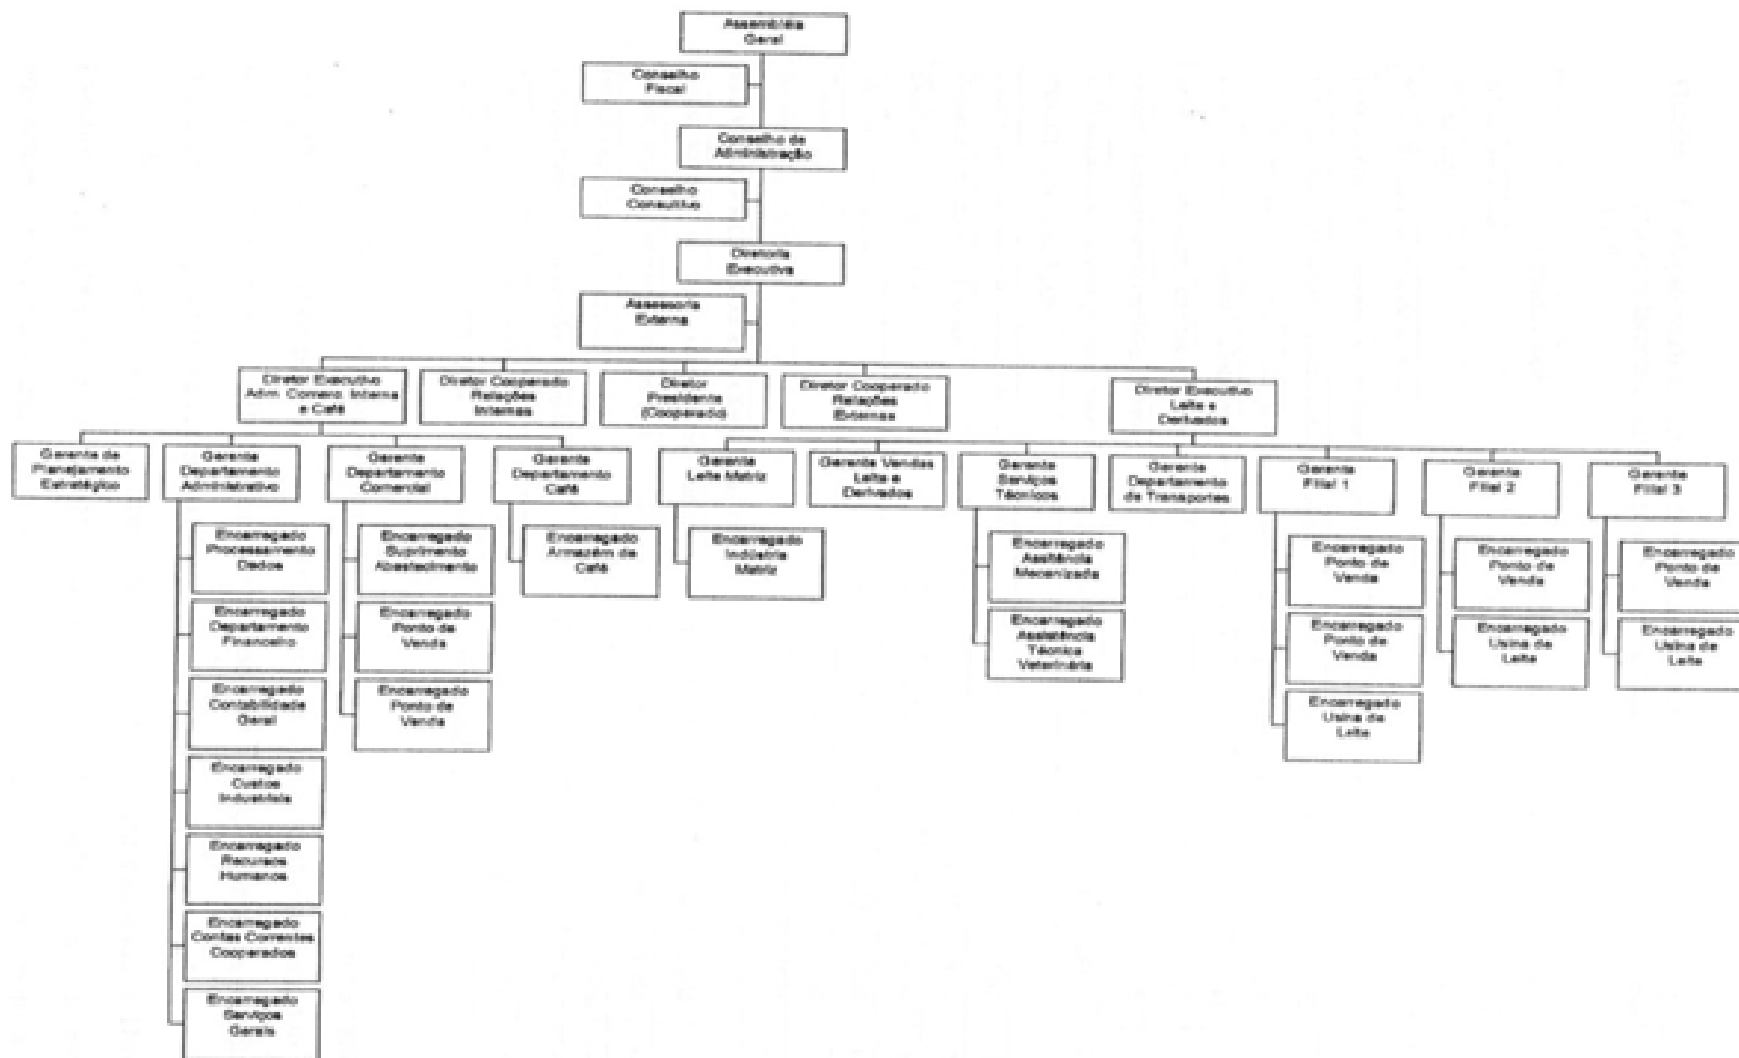 Assembléia
Geral
Conselho
Fiscal
Conselho de
Administração
Conselho
Consultivo
Diretoria
Executiva
Assessoria
Externa
Diretor Executivo
Adm. Comerc. Interna
e Café
Diretor Cooperado
Relações
Internas
Diretor
Presidente
(Cooperado)
Diretor Cooperado
Relações
Externas
Diretor Executivo
Leite e
Derivados
Gerente de
Planejamento
Estratégico
Gerente
Departamento
Administrativo
Gerente
Departamento
Comercial
Gerente
Departamento
Café
Gerente
Leite Matriz
Gerente Vendas
Leite e
Derivados
Gerente
Serviços
Técnicos
Gerente
Departamento
de Transportes
Gerente
Filial 1
Gerente
Filial 2
Gerente
Filial 3
Encarregado
Processamento
Dados
Encarregado
Departamento
Financeiro
Encarregado
Contabilidade
Geral
Encarregado
Custos
Industriais
Encarregado
Recursos
Humanos
Encarregado
Contas Correntes
Cooperados
Encarregado
Serviços
Gerais
Encarregado
Suprimento
Abastecimento
Encarregado
Ponto de
Venda
Encarregado
Ponto de
Venda
Encarregado
Armazém de
Café
Encarregado
Indústria
Matriz
Encarregado
Assitência
Mecanizada
Encarregado
Assistência
Técnica
Veterinária
Encarregado
Ponto de
Venda
Encarregado
Ponto de
Venda
Encarregado
Usina de
Leite
Encarregado
Ponto de
Venda
Encarregado
Usina de
Leite
Encarregado
Ponto de
Venda
Encarregado
Usina de
Leite